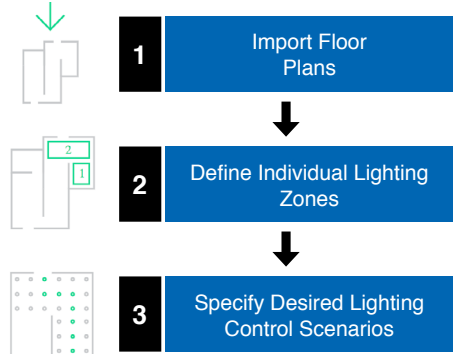 1
Import Floor
Plans
2
1
2
Define Individual Lighting
Zones
3
Specify Desired Lighting
Control Scenarios